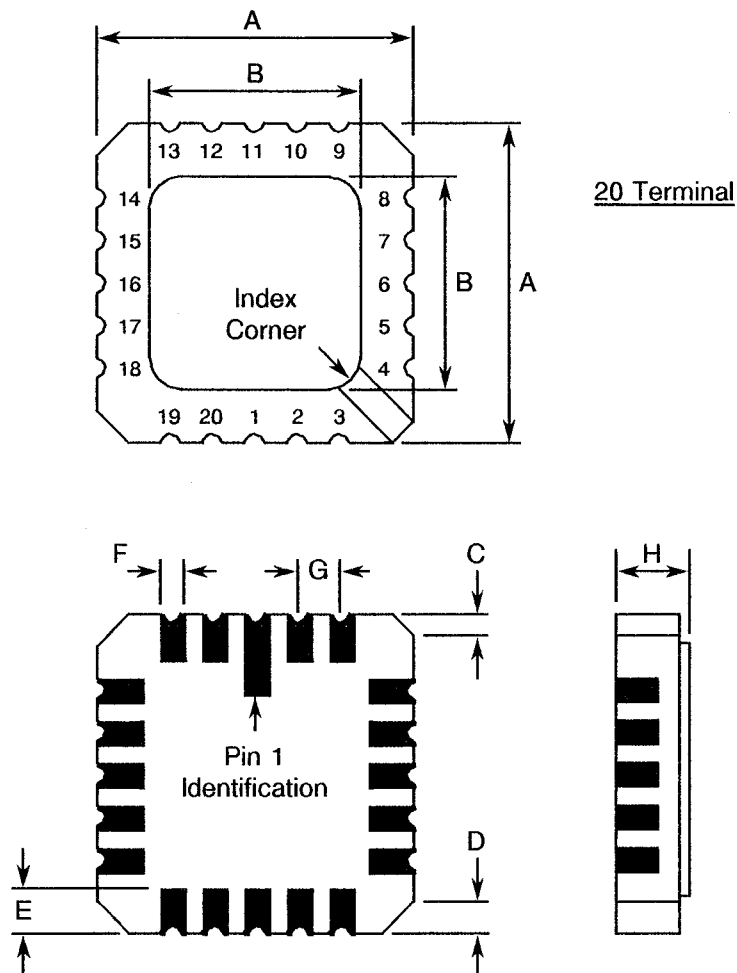 A
B
13 12 11 10 9
20 Terminal
14 8
15 7
16 6
B A
Index
Corner
17 5
18 4
19 20 1 2 3
F G C H
Pin 1
Identification
D
E